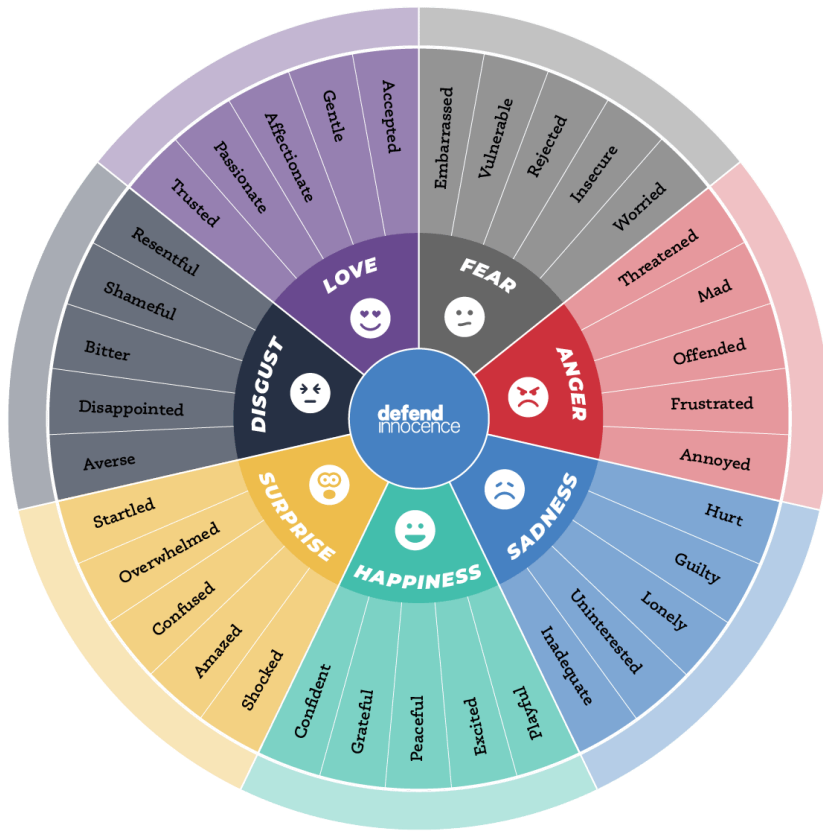 defend
innocence
FEAR
Embarrassed
Vulnerable
Rejected
Insecure
Worried
ANGER
Threatened
Mad
Offended
Frustrated
Annoyed
SADNESS
Hurt
Guilty
Lonely
Uninterested
Inadequate
HAPPINESS
Playful
Excited
Peaceful
Grateful
Confident
SURPRISE
Shocked
Amazed
Confused
Overwhelmed
Startled
DISGUST
Averse
Disappointed
Bitter
Shameful
Resentful
LOVE
Trusted
Passionate
Affectionate
Gentle
Accepted